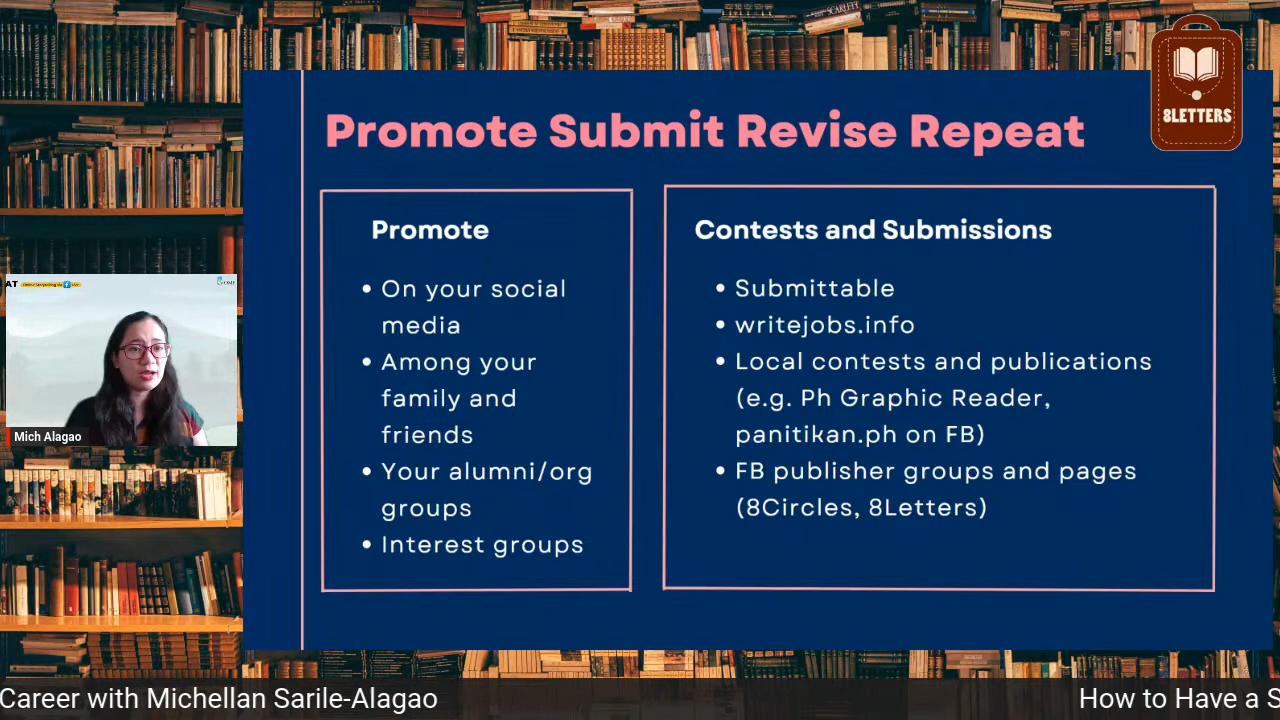 8LETTERS
Promote Submit Revise Repeat
Promote
On your social
media
Among your
family and
friends
Your alumni/org
groups
Interest groups
Contests and Submissions
Submittable
writejobs.info
Local contests and publications
(e.g. Ph Graphic Reader,
panitikan.ph on FB)
FB publisher groups and pages
(8Circles, 8Letters)
AT
OMF
Mich Alagao
Career with Michellan Sarile-Alagao
How to Have a S